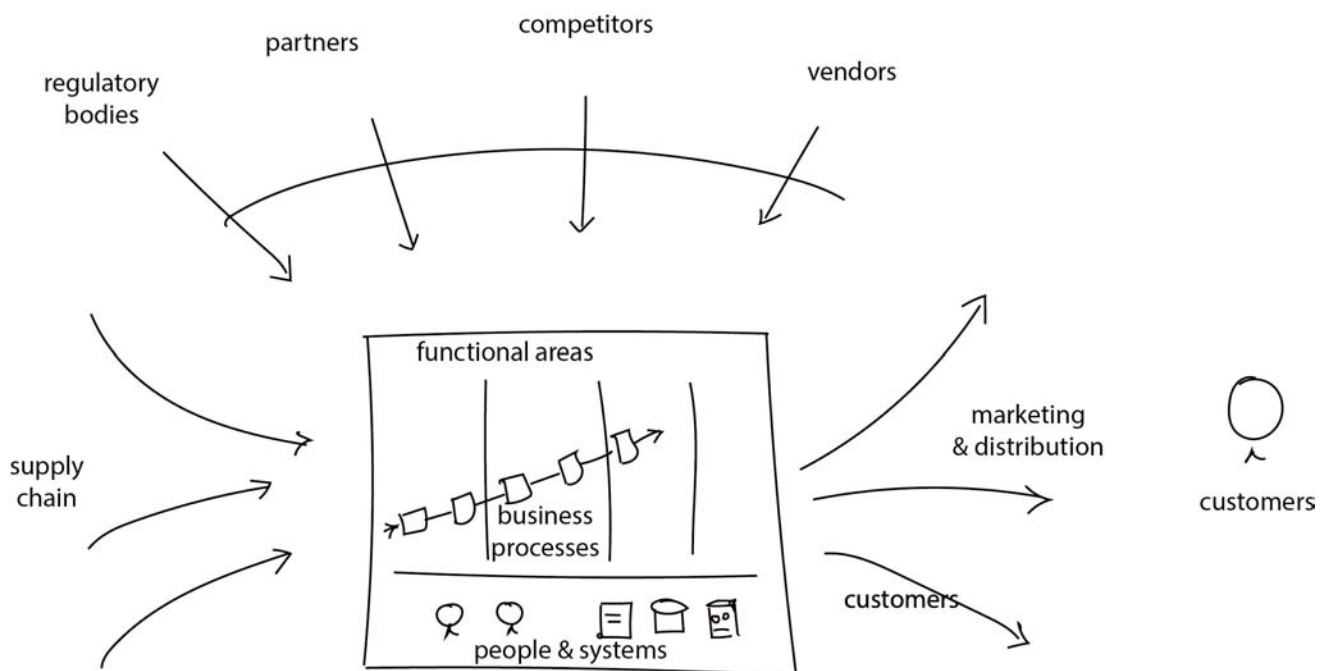 competitors
partners
vendors
regulatory
bodies
functional areas
marketing
& distribution
supply
chain
customers
business
processes
customers
people & systems